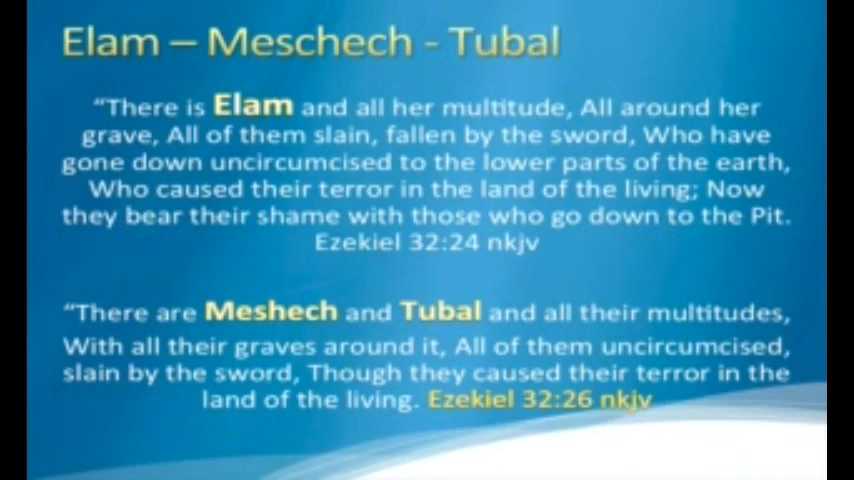 Elam – Meschech - Tubal
“There is Elam and all her multitude, All around her
grave, All of them slain, fallen by the sword, Who have
gone down uncircumcised to the lower parts of the earth,
Who caused their terror in the land of the living; Now
they bear their shame with those who go down to the Pit.
Ezekiel 32:24 nkjv
“There are Meshech and Tubal and all their multitudes,
With all their graves around it, All of them uncircumcised,
slain by the sword, Though they caused their terror in the
land of the living. Ezekiel 32:26 nkjv